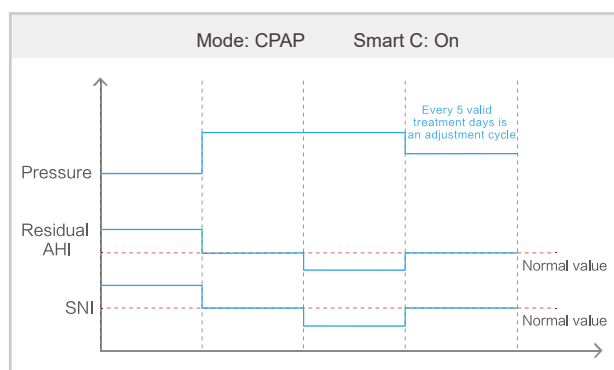 Mode: CPAP Smart C: On
Every 5 valid
treatment days is
an adjustment cycle
Pressure
Residual
AHI
Normal value
SNI
Normal value